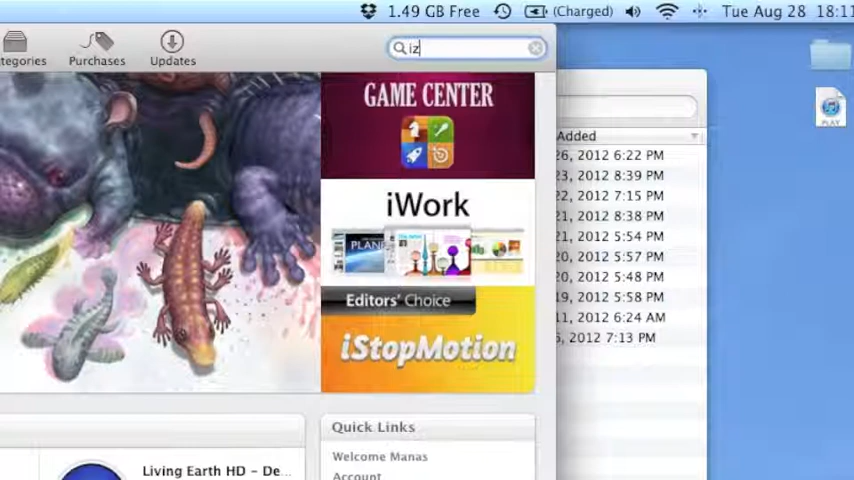 1.49 GB Free (Charged) Tue Aug 28 18:11
tegories Purchases Updates
iz
PLAY
GAME CENTER
Added
26, 2012 6:22 PM
23, 2012 8:39 PM
22, 2012 7:15 PM
21, 2012 8:38 PM
21, 2012 5:54 PM
20, 2012 5:57 PM
20, 2012 5:48 PM
19, 2012 5:58 PM
11, 2012 6:24 AM
6, 2012 7:13 PM
iWork
Editors' Choice
iStopMotion
Quick Links
Welcome Manas
Account
Living Earth HD - De...